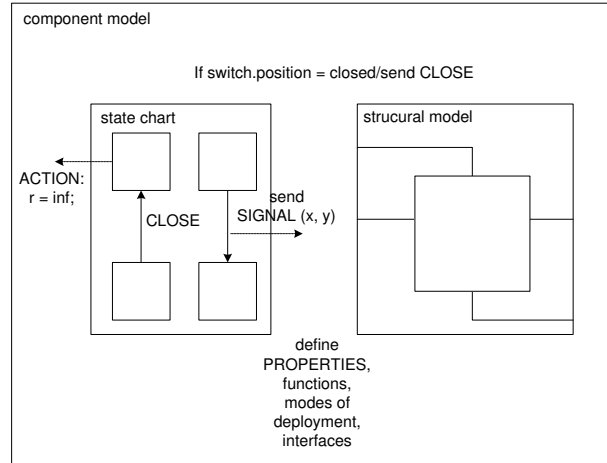 component model
If switch.position = closed/send CLOSE
state chart
strucural model
ACTION:
r = inf;
CLOSE
send
SIGNAL (x, y)
define
PROPERTIES,
functions,
modes of
deployment,
interfaces